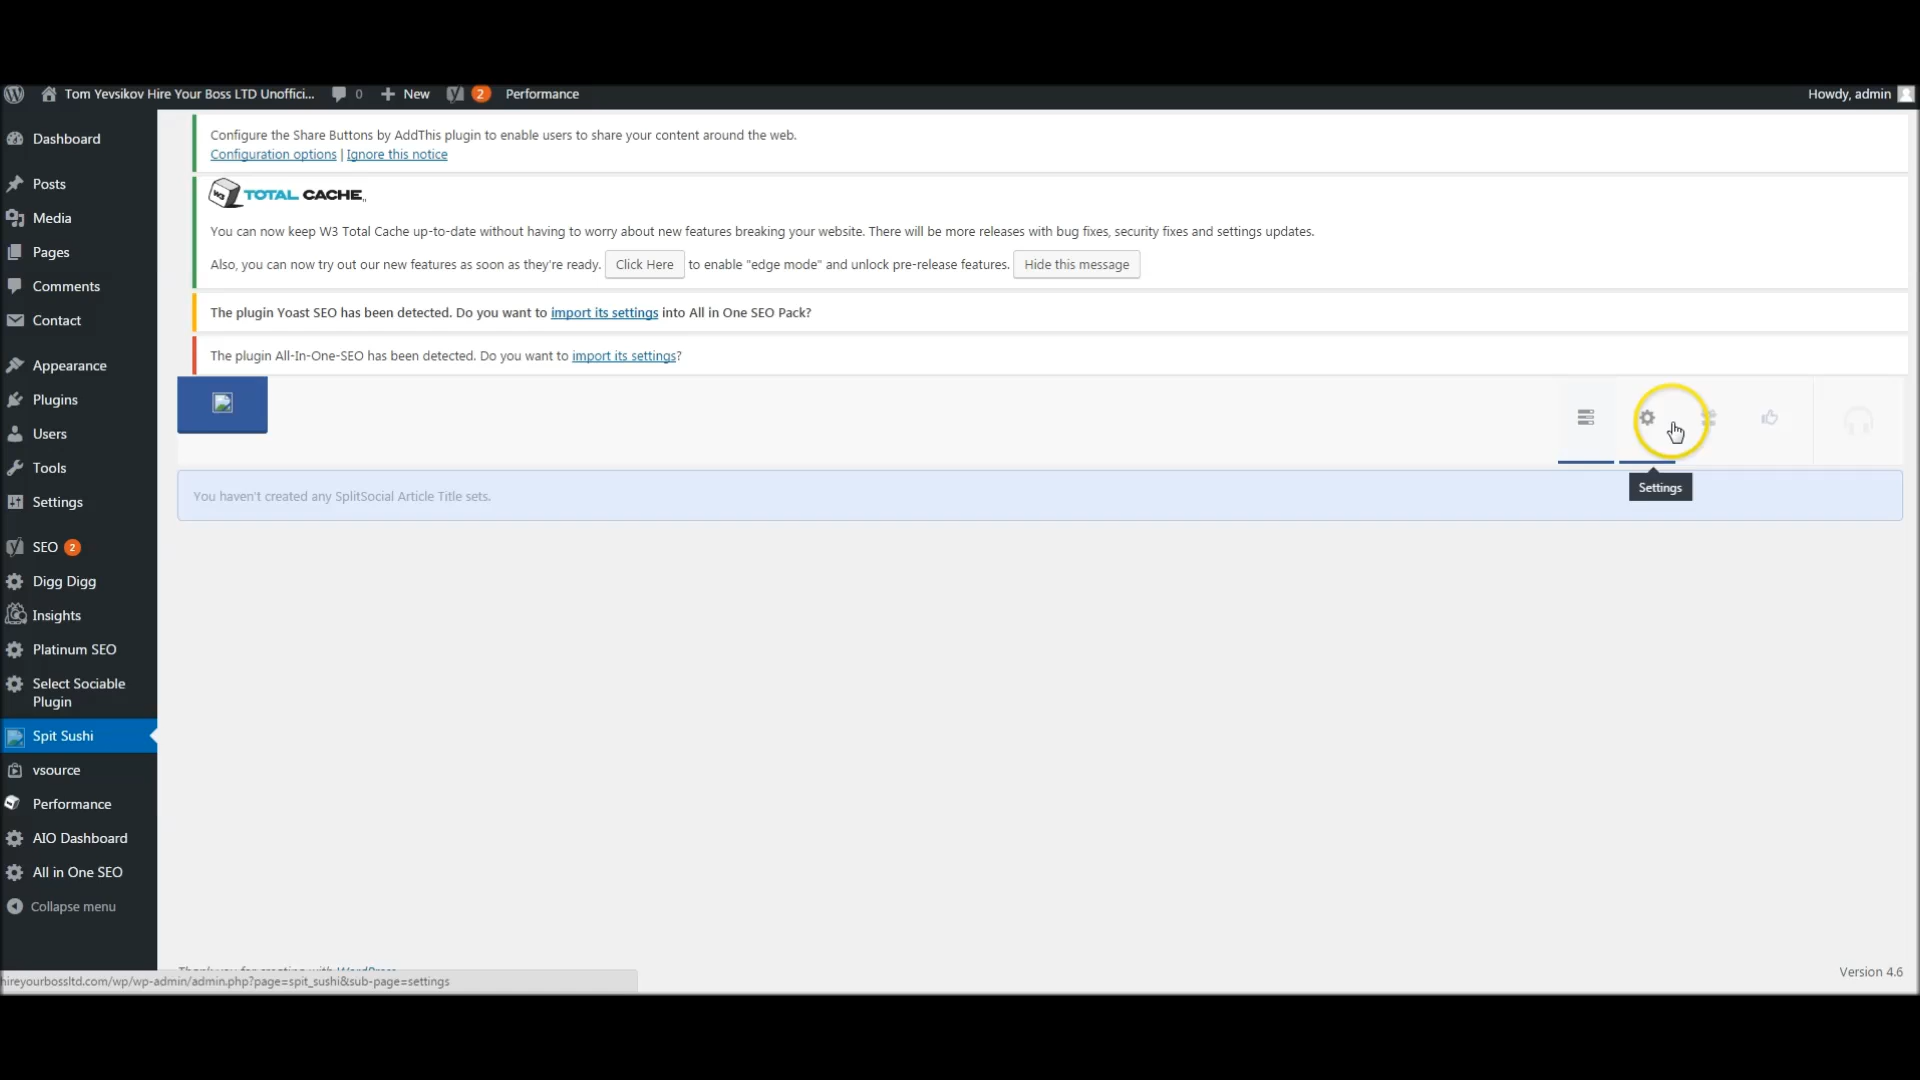 Tom Yevsikov Hire Your Boss LTD Unoffici... 0 New 2 Performance Howdy, admin
Dashboard
Posts
Media
Pages
Comments
Contact
Appearance
Plugins
Users
Tools
Settings
SEO 2
Digg Digg
Insights
Platinum SEO
Select Sociable
Plugin
Spit Sushi
vsource
Performance
AIO Dashboard
All in One SEO
Collapse menu
Configure the Share Buttons by AddThis plugin to enable users to share your content around the web.
Configuration options | Ignore this notice
W3 TOTAL CACHE
You can now keep W3 Total Cache up-to-date without having to worry about new features breaking your website. There will be more releases with bug fixes, security fixes and settings updates.
Also, you can now try out our new features as soon as they're ready. Click Here to enable "edge mode" and unlock pre-release features. Hide this message
The plugin Yoast SEO has been detected. Do you want to import its settings into All in One SEO Pack?
The plugin All-In-One-SEO has been detected. Do you want to import its settings?
Settings
You haven't created any SplitSocial Article Title sets.
Thank you for creating with WordPress
Version 4.6
hireyourbossltd.com/wp/wp-admin/admin.php?page=spit_sushi&sub-page=settings